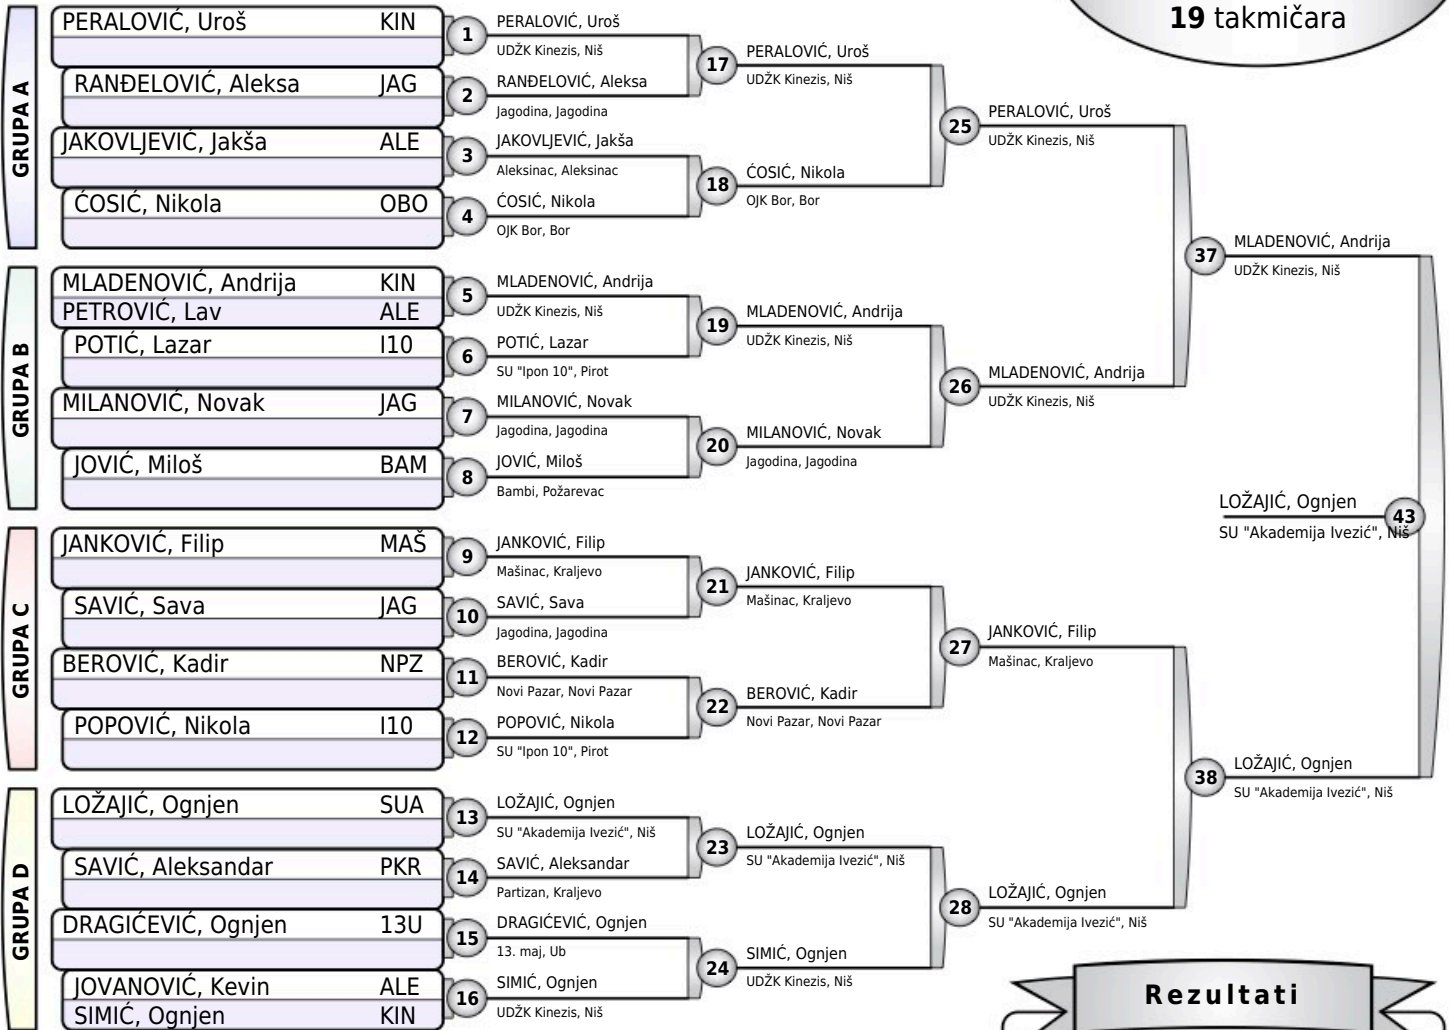 19 takmičara
GRUPA A
PERALOVIĆ, Uroš KIN
RANĐELOVIĆ, Aleksa JAG
JAKOVLJEVIĆ, Jakša ALE
ĆOSIĆ, Nikola OBO
GRUPA B
MLADENOVIĆ, Andrija KIN
PETROVIĆ, Lav ALE
POTIĆ, Lazar I10
MILANOVIĆ, Novak JAG
JOVIĆ, Miloš BAM
GRUPA C
JANKOVIĆ, Filip MAŠ
SAVIĆ, Sava JAG
BEROVIĆ, Kadir NPZ
POPOVIĆ, Nikola I10
GRUPA D
LOŽAJIĆ, Ognjen SUA
SAVIĆ, Aleksandar PKR
DRAGIĆEVIĆ, Ognjen 13U
JOVANOVIĆ, Kevin ALE
SIMIĆ, Ognjen KIN
1
PERALOVIĆ, Uroš
UDŽK Kinezis, Niš
2
RANĐELOVIĆ, Aleksa
Jagodina, Jagodina
3
JAKOVLJEVIĆ, Jakša
Aleksinac, Aleksinac
4
ĆOSIĆ, Nikola
OJK Bor, Bor
5
MLADENOVIĆ, Andrija
UDŽK Kinezis, Niš
6
POTIĆ, Lazar
SU "Ipon 10", Pirot
7
MILANOVIĆ, Novak
Jagodina, Jagodina
8
JOVIĆ, Miloš
Bambi, Požarevac
9
JANKOVIĆ, Filip
Mašinac, Kraljevo
10
SAVIĆ, Sava
Jagodina, Jagodina
11
BEROVIĆ, Kadir
Novi Pazar, Novi Pazar
12
POPOVIĆ, Nikola
SU "Ipon 10", Pirot
13
LOŽAJIĆ, Ognjen
SU "Akademija Ivezić", Niš
14
SAVIĆ, Aleksandar
Partizan, Kraljevo
15
DRAGIĆEVIĆ, Ognjen
13. maj, Ub
16
SIMIĆ, Ognjen
UDŽK Kinezis, Niš
17
PERALOVIĆ, Uroš
UDŽK Kinezis, Niš
18
ĆOSIĆ, Nikola
OJK Bor, Bor
19
MLADENOVIĆ, Andrija
UDŽK Kinezis, Niš
20
MILANOVIĆ, Novak
Jagodina, Jagodina
21
JANKOVIĆ, Filip
Mašinac, Kraljevo
22
BEROVIĆ, Kadir
Novi Pazar, Novi Pazar
23
LOŽAJIĆ, Ognjen
SU "Akademija Ivezić", Niš
24
SIMIĆ, Ognjen
UDŽK Kinezis, Niš
25
PERALOVIĆ, Uroš
UDŽK Kinezis, Niš
26
MLADENOVIĆ, Andrija
UDŽK Kinezis, Niš
27
JANKOVIĆ, Filip
Mašinac, Kraljevo
28
LOŽAJIĆ, Ognjen
SU "Akademija Ivezić", Niš
37
MLADENOVIĆ, Andrija
UDŽK Kinezis, Niš
38
LOŽAJIĆ, Ognjen
SU "Akademija Ivezić", Niš
43
LOŽAJIĆ, Ognjen
SU "Akademija Ivezić", Niš
Rezultati